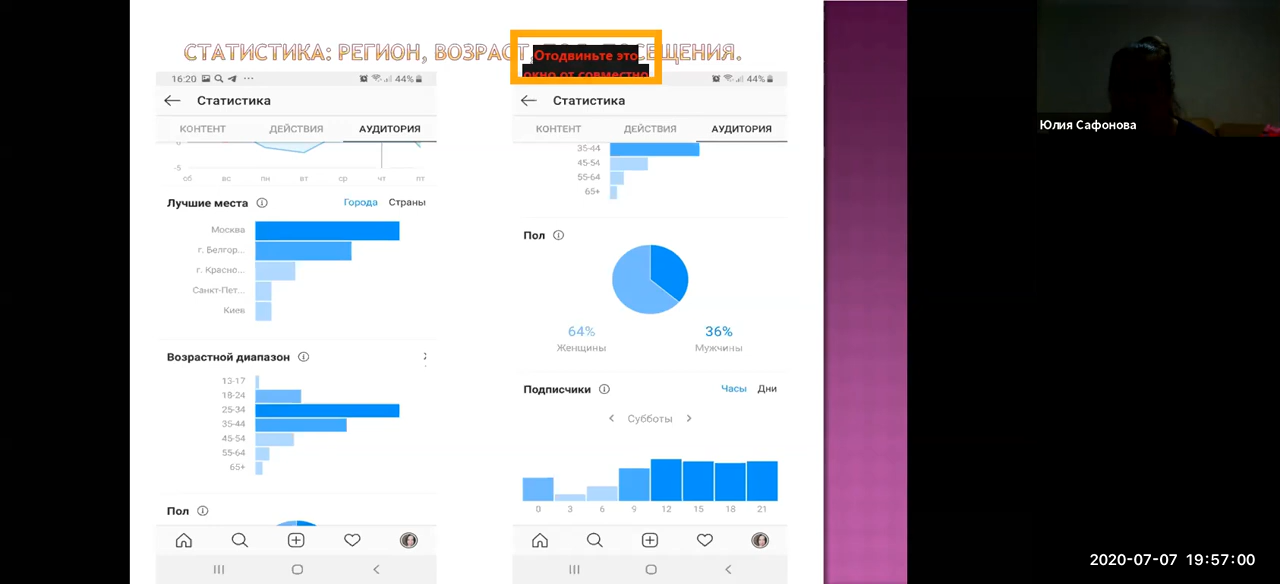 СТАТИСТИКА: РЕГИОН, ВОЗРАСТ, ПОЛ, ПОСЕЩЕНИЯ.
Отодвиньте это
окно от совместно
16:20 ... 44%
Статистика
КОНТЕНТ ДЕЙСТВИЯ АУДИТОРИЯ
-5
сб вс пн вт ср чт пт
Лучшие места Города Страны
Москва
г. Белгор...
г. Красно...
Санкт-Пет...
Киев
Возрастной диапазон
13-17
18-24
25-34
35-44
45-54
55-64
65+
Пол
44%
Статистика
КОНТЕНТ ДЕЙСТВИЯ АУДИТОРИЯ
35-44
45-54
55-64
65+
Пол
64% 36%
Женщины Мужчины
Подписчики Часы Дни
Субботы
0 3 6 9 12 15 18 21
Юлия Сафонова
2020-07-07 19:57:00